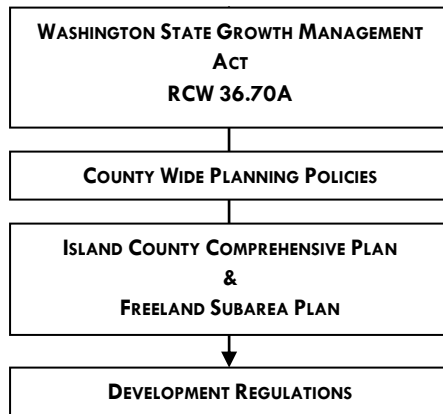 WASHINGTON STATE GROWTH MANAGEMENT
ACT
RCW 36.70A
COUNTY WIDE PLANNING POLICIES
ISLAND COUNTY COMPREHENSIVE PLAN
&
FREELAND SUBAREA PLAN
DEVELOPMENT REGULATIONS